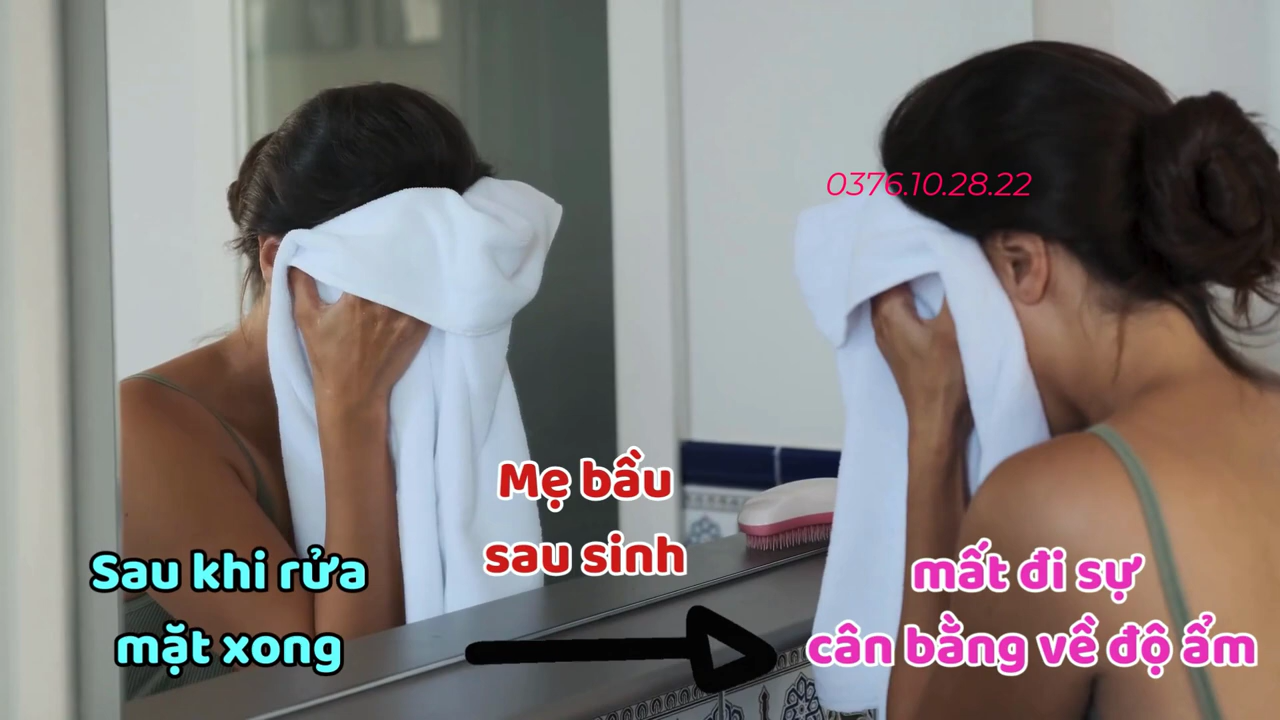 0376.10.28.22
Mẹ bầu
sau sinh
Sau khi rửa
mặt xong
mất đi sự
cân bằng về độ ẩm